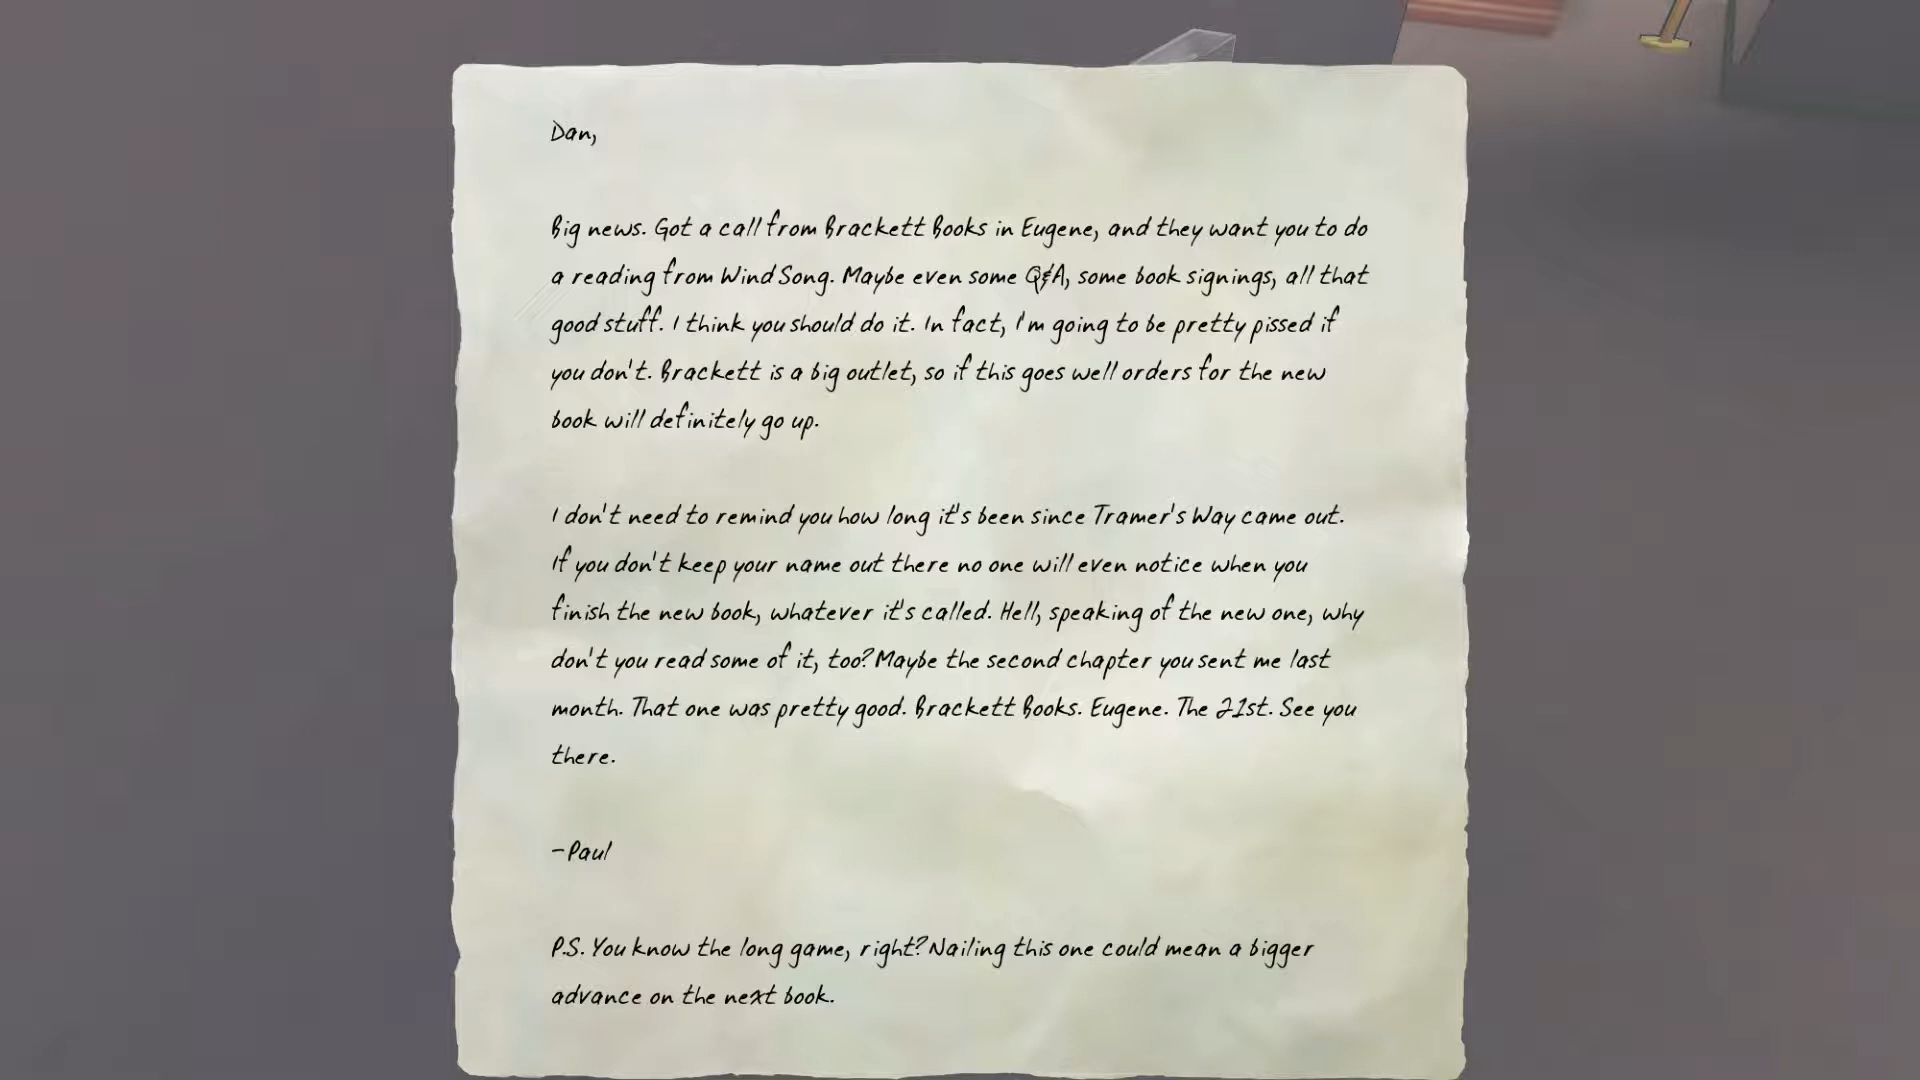 Dan,
Big news. Got a call from Brackett Books in Eugene, and they want you to do
a reading from Wind Song. Maybe even some Q&A, some book signings, all that
good stuff. I think you should do it. In fact, I'm going to be pretty pissed if
you don't. Brackett is a big outlet, so if this goes well orders for the new
book will definitely go up.
I don't need to remind you how long it's been since Tramer's Way came out.
If you don't keep your name out there no one will even notice when you
finish the new book, whatever it's called. Hell, speaking of the new one, why
don't you read some of it, too? Maybe the second chapter you sent me last
month. That one was pretty good. Brackett Books. Eugene. The 21st. See you
there.
-Paul
P.S. You know the long game, right? Nailing this one could mean a bigger
advance on the next book.